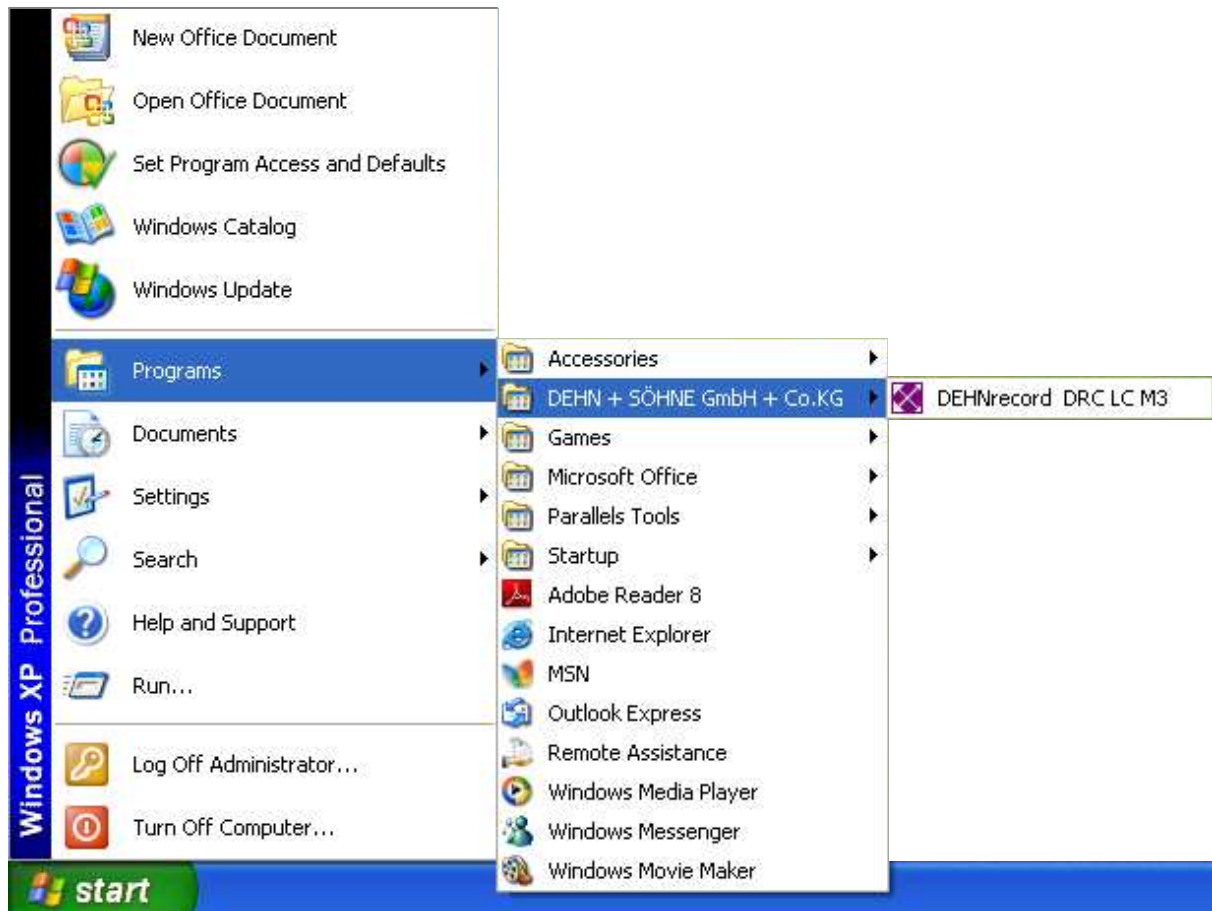 New Office Document
Open Office Document
Set Program Access and Defaults
Windows Catalog
Windows Update
Programs
Documents
Settings
Search
Help and Support
Run...
Log Off Administrator...
Turn Off Computer...
Windows XP Professional
start
Accessories
DEHN + SÖHNE GmbH + Co.KG
Games
Microsoft Office
Parallels Tools
Startup
Adobe Reader 8
Internet Explorer
MSN
Outlook Express
Remote Assistance
Windows Media Player
Windows Messenger
Windows Movie Maker
DEHNrecord DRC LC M3